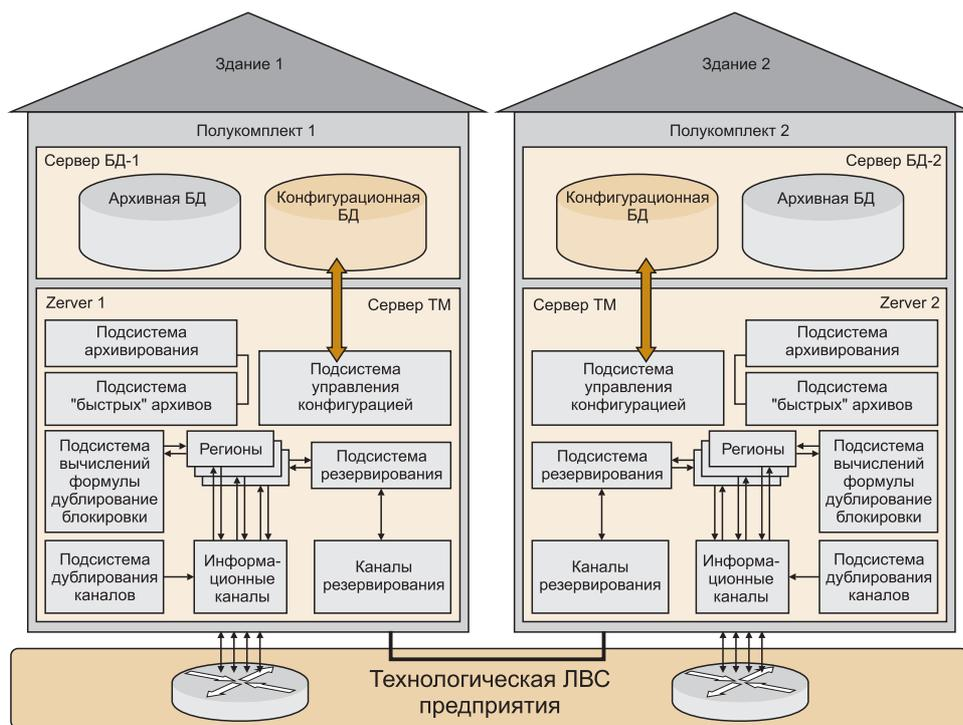 Здание 1
Полукомплект 1
Сервер БД-1
Архивная БД
Конфигурационная
БД
Zerver 1
Сервер ТМ
Подсистема
архивирования
Подсистема
управления
конфигурацией
Подсистема
"быстрых" архивов
Подсистема
вычислений
формулы
дублирование
блокировки
Регионы
Подсистема
резервирования
Подсистема
дублирования
каналов
Информа-
ционные
каналы
Каналы
резервирования
Здание 2
Полукомплект 2
Сервер БД-2
Конфигурационная
БД
Архивная БД
Сервер ТМ
Zerver 2
Подсистема
управления
конфигурацией
Подсистема
архивирования
Подсистема
"быстрых" архивов
Подсистема
резервирования
Регионы
Подсистема
вычислений
формулы
дублирование
блокировки
Каналы
резервирования
Информа-
ционные
каналы
Подсистема
дублирования
каналов
Технологическая ЛВС
предприятия